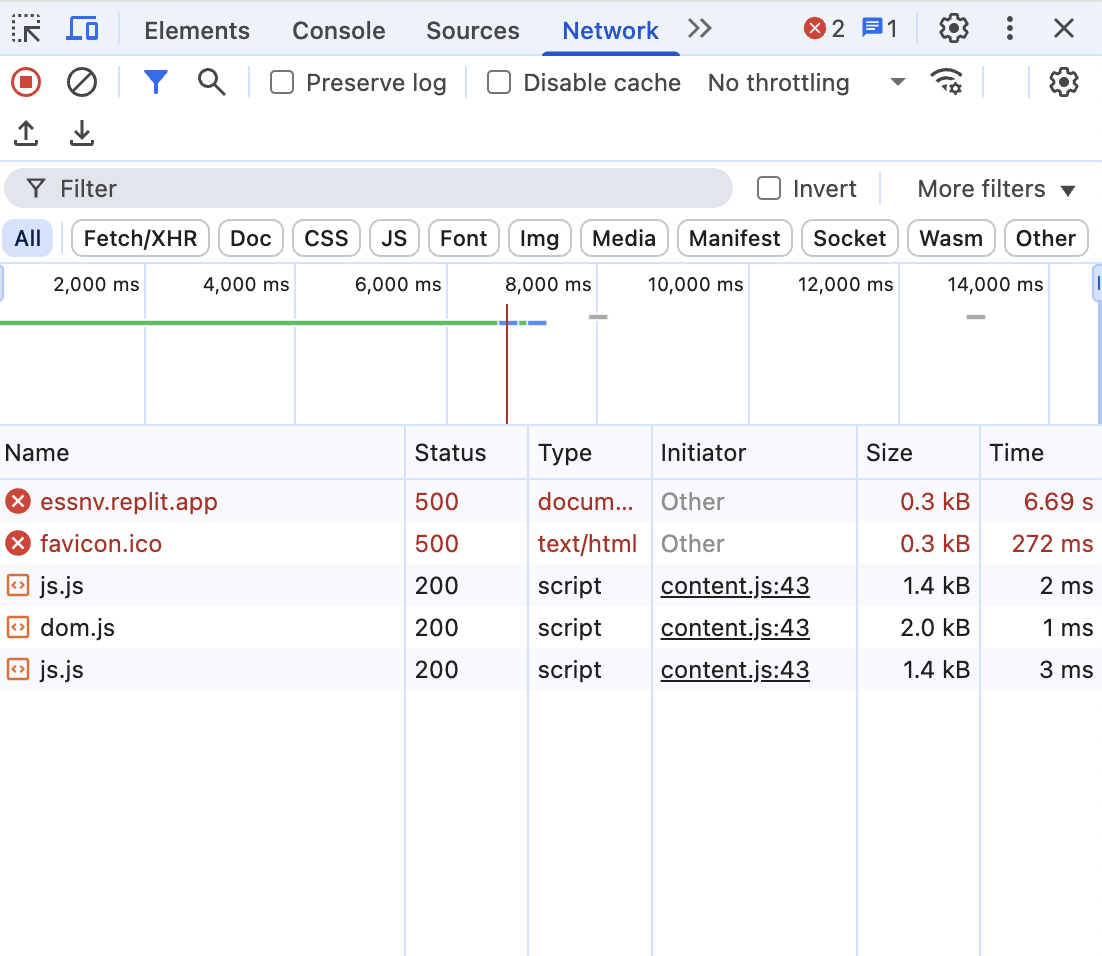 Elements Console Sources Network 2 1
Preserve log Disable cache No throttling
Filter Invert More filters
All Fetch/XHR Doc CSS JS Font Img Media Manifest Socket Wasm Other
2,000 ms 4,000 ms 6,000 ms 8,000 ms 10,000 ms 12,000 ms 14,000 ms
Name Status Type Initiator Size Time
essnv.replit.app 500 docum... Other 0.3 kB 6.69 s
favicon.ico 500 text/html Other 0.3 kB 272 ms
js.js 200 script content.js:43 1.4 kB 2 ms
dom.js 200 script content.js:43 2.0 kB 1 ms
js.js 200 script content.js:43 1.4 kB 3 ms